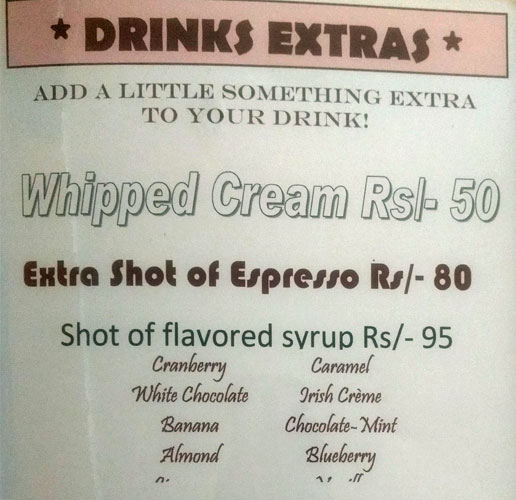 ★ DRINKS EXTRAS ★
ADD A LITTLE SOMETHING EXTRA
TO YOUR DRINK!
Whipped Cream Rs/- 50
Extra Shot of Espresso Rs/- 80
Shot of flavored syrup Rs/- 95
Cranberry Caramel
White Chocolate Irish Crème
Banana Chocolate-Mint
Almond Blueberry